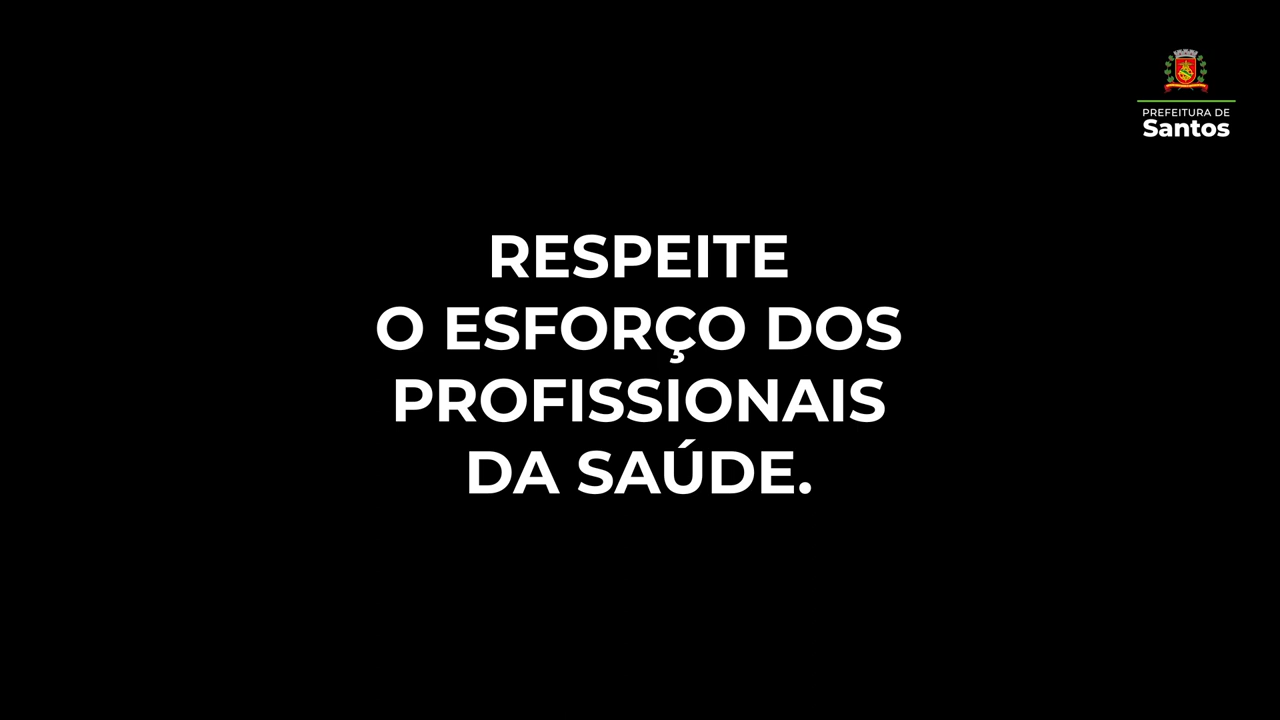 PREFEITURA DE
Santos
RESPEITE
O ESFORÇO DOS
PROFISSIONAIS
DA SAÚDE.